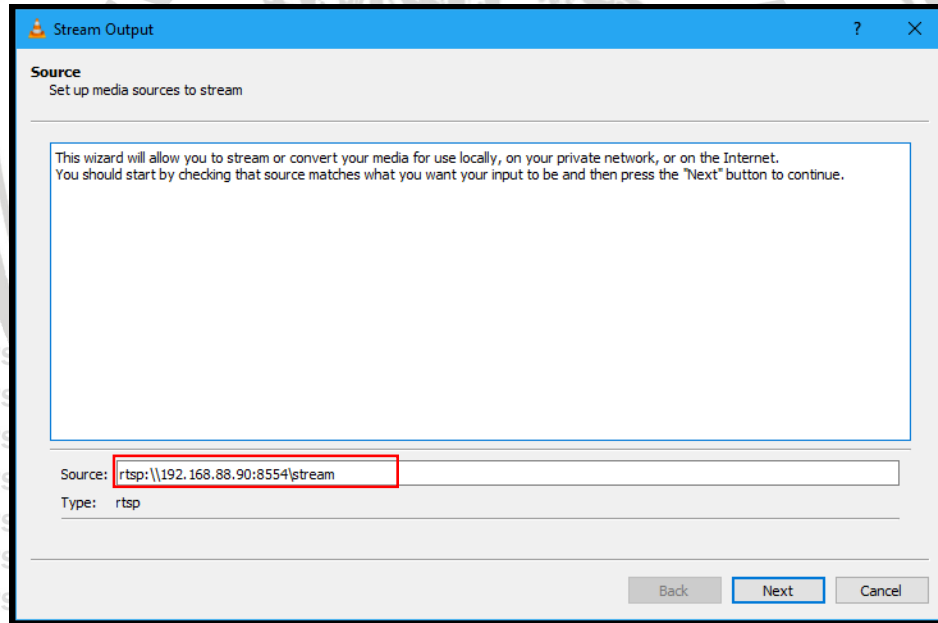 Stream Output
?
Source
Set up media sources to stream
This wizard will allow you to stream or convert your media for use locally, on your private network, or on the Internet.
You should start by checking that source matches what you want your input to be and then press the "Next" button to continue.
Source: rtsp:\\192.168.88.90:8554\stream
Type: rtsp
Back Next Cancel